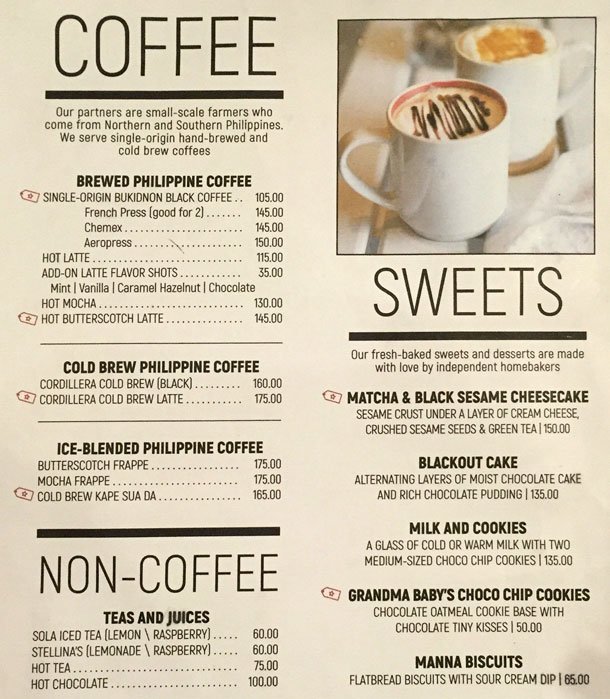 COFFEE
Our partners are small-scale farmers who
come from Northern and Southern Philippines.
We serve single-origin hand-brewed and
cold brew coffees
BREWED PHILIPPINE COFFEE
SINGLE-ORIGIN BUKIDNON BLACK COFFEE . . 105.00
French Press (good for 2) . . . . . . . 145.00
Chemex . . . . . . . . . . . . . . . . . . . . . . . 145.00
Aeropress . . . . . . . . . . . . . . . . . . . . 150.00
HOT LATTE . . . . . . . . . . . . . . . . . . . . . . . . . . . . 115.00
ADD-ON LATTE FLAVOR SHOTS . . . . . . . . . . . . 35.00
Mint | Vanilla | Caramel Hazelnut | Chocolate
HOT MOCHA . . . . . . . . . . . . . . . . . . . . . . . . . . . 130.00
HOT BUTTERSCOTCH LATTE . . . . . . . . . . . . . . . 145.00
COLD BREW PHILIPPINE COFFEE
CORDILLERA COLD BREW (BLACK) . . . . . . . . . 160.00
CORDILLERA COLD BREW LATTE . . . . . . . . . . . 175.00
ICE-BLENDED PHILIPPINE COFFEE
BUTTERSCOTCH FRAPPE . . . . . . . . . . . . . . . . . 175.00
MOCHA FRAPPE . . . . . . . . . . . . . . . . . . . . . . . . 175.00
COLD BREW KAPE SUA DA . . . . . . . . . . . . . . . . 165.00
NON-COFFEE
TEAS AND JUICES
SOLA ICED TEA (LEMON \ RASPBERRY) . . . . . 60.00
STELLINA'S (LEMONADE \ RASPBERRY) . . . . . 60.00
HOT TEA . . . . . . . . . . . . . . . . . . . . . . . . . . . . . . 75.00
HOT CHOCOLATE . . . . . . . . . . . . . . . . . . . . . . . 100.00
SWEETS
Our fresh-baked sweets and desserts are made
with love by independent homebakers
MATCHA & BLACK SESAME CHEESECAKE
SESAME CRUST UNDER A LAYER OF CREAM CHEESE,
CRUSHED SESAME SEEDS & GREEN TEA | 150.00
BLACKOUT CAKE
ALTERNATING LAYERS OF MOIST CHOCOLATE CAKE
AND RICH CHOCOLATE PUDDING | 135.00
MILK AND COOKIES
A GLASS OF COLD OR WARM MILK WITH TWO
MEDIUM-SIZED CHOCO CHIP COOKIES | 135.00
GRANDMA BABY'S CHOCO CHIP COOKIES
CHOCOLATE OATMEAL COOKIE BASE WITH
CHOCOLATE TINY KISSES | 50.00
MANNA BISCUITS
FLATBREAD BISCUITS WITH SOUR CREAM DIP | 65.00